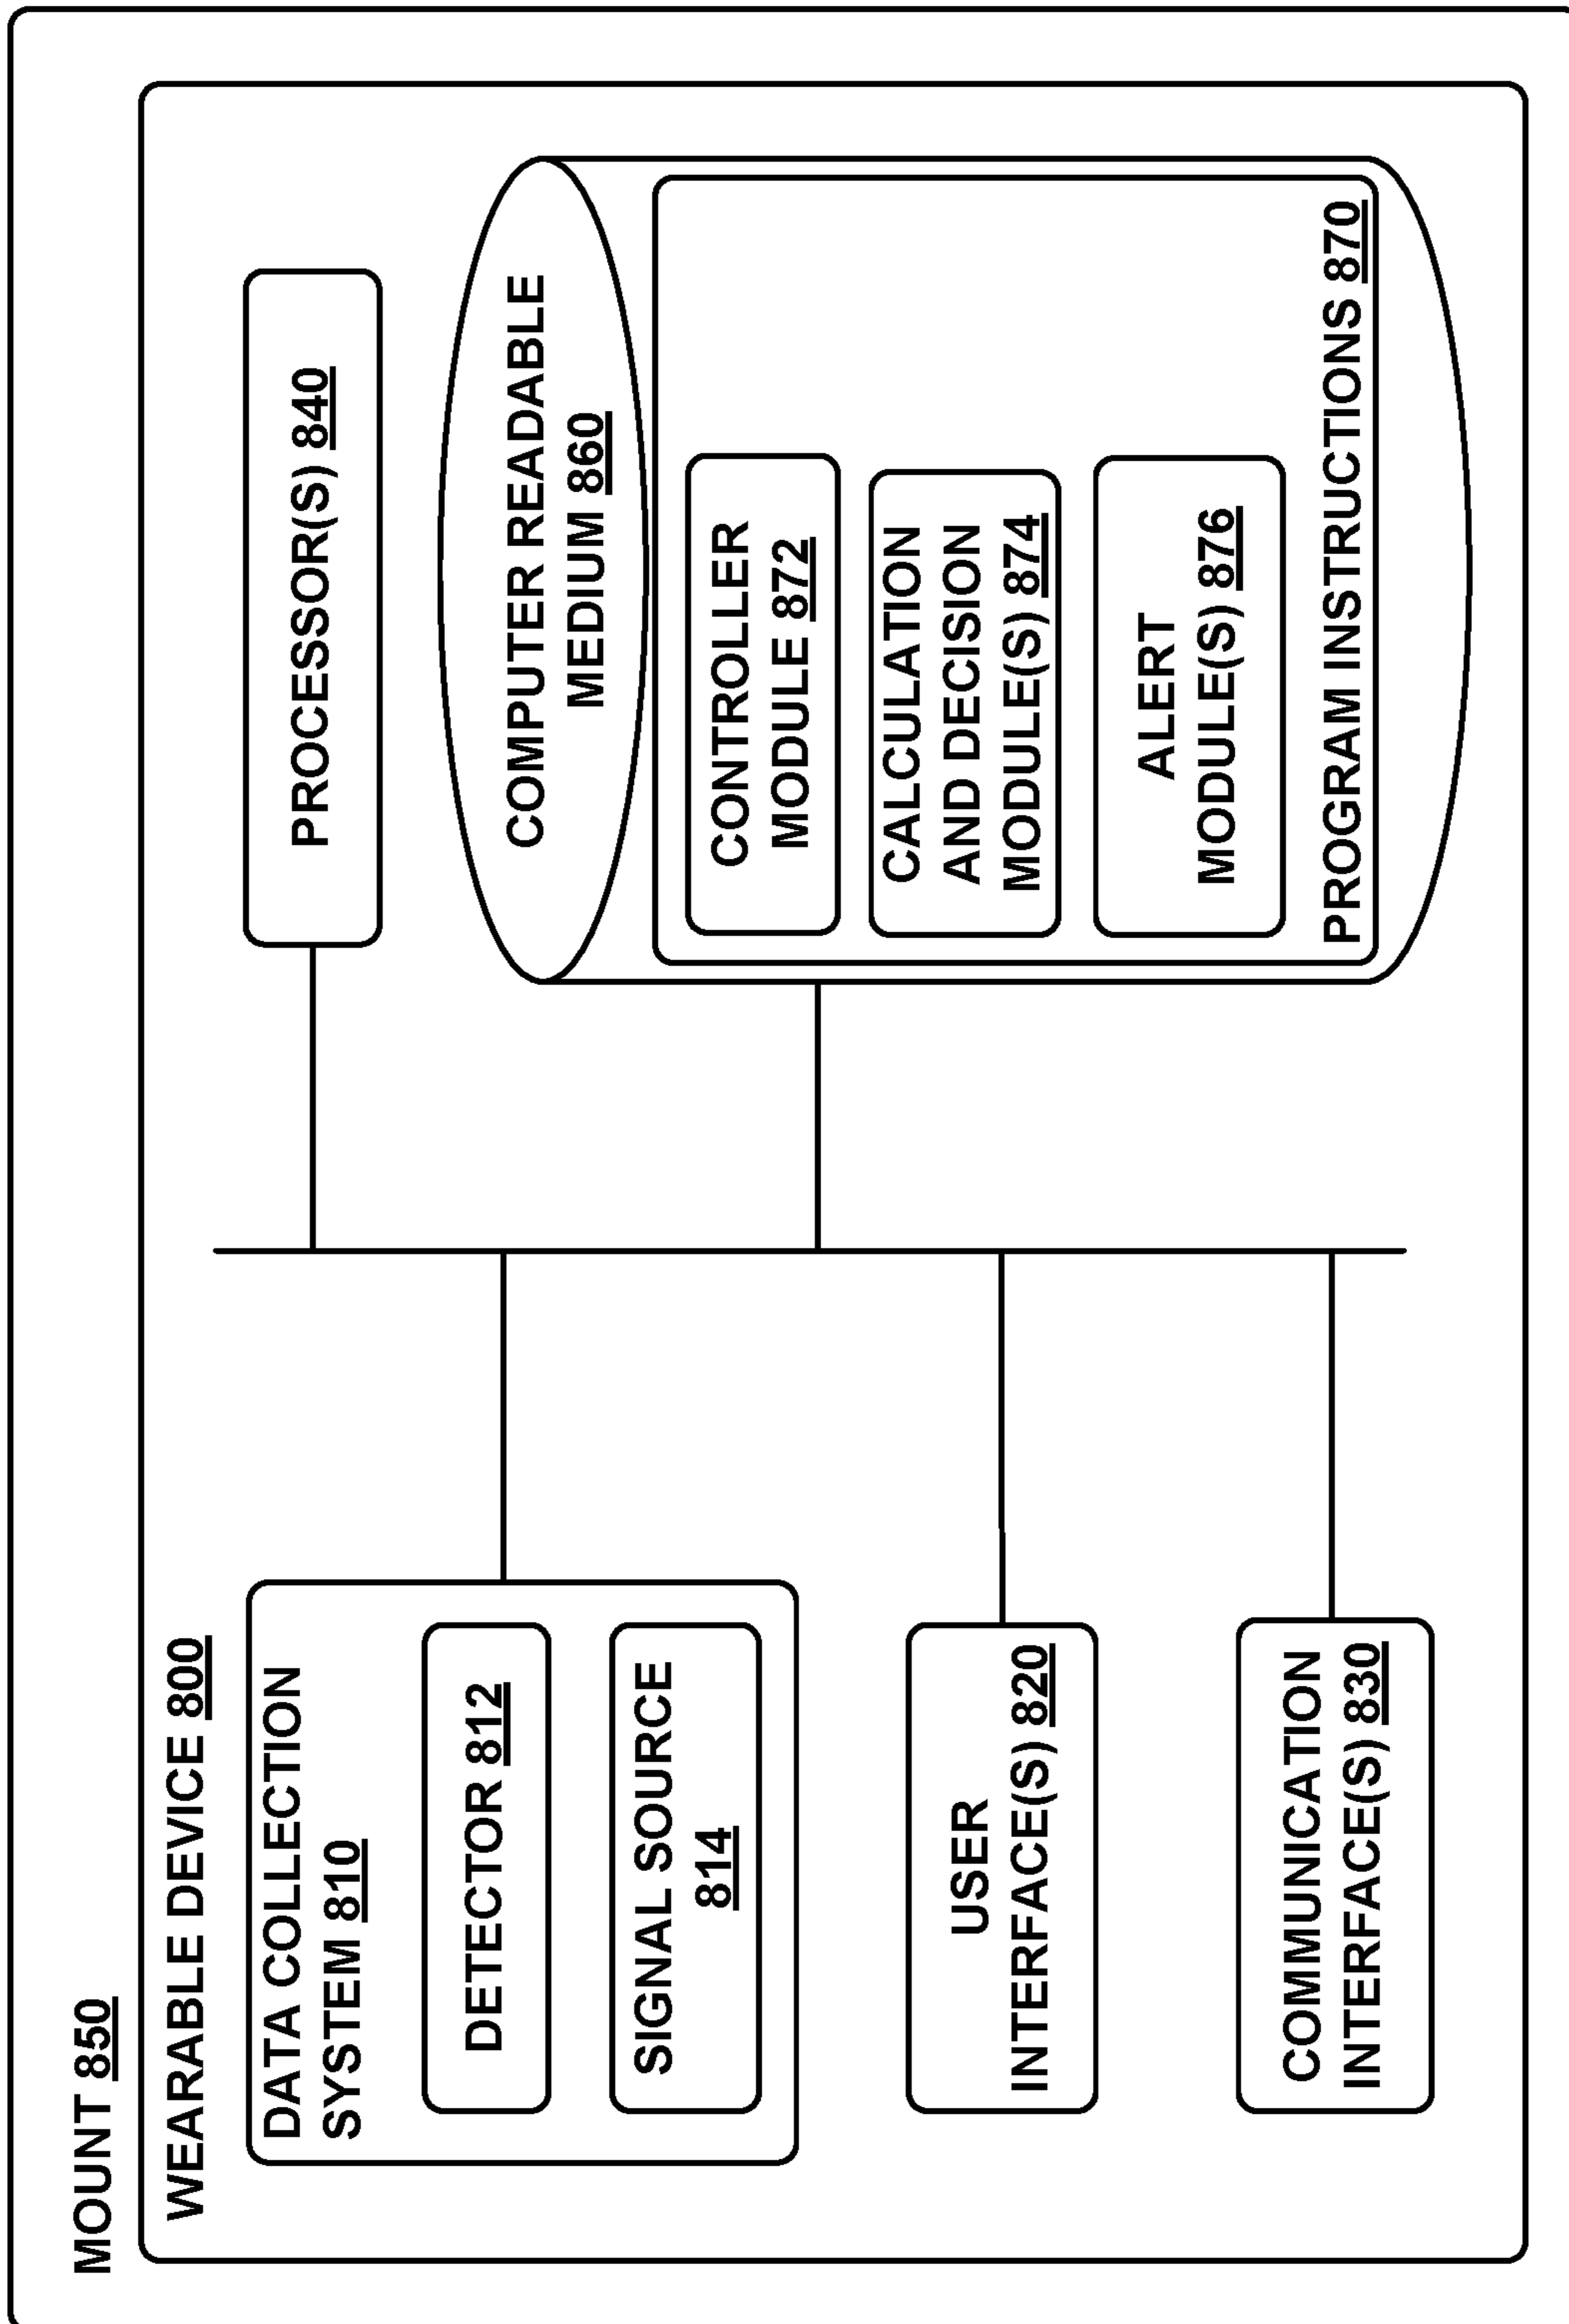 MOUNT 850
WEARABLE DEVICE 800
DATA COLLECTION
SYSTEM 810
DETECTOR 812
SIGNAL SOURCE
814
USER
INTERFACE(S) 820
COMMUNICATION
INTERFACE(S) 830
PROCESSOR(S) 840
COMPUTER READABLE
MEDIUM 860
CONTROLLER
MODULE 872
CALCULATION
AND DECISION
MODULE(S) 874
ALERT
MODULE(S) 876
PROGRAM INSTRUCTIONS 870